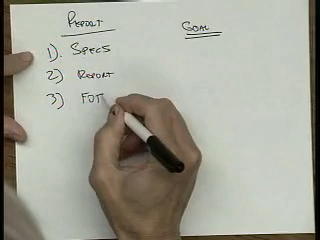 REPORT
GOAL
1). SPECS
2) REPORT
3) FOT